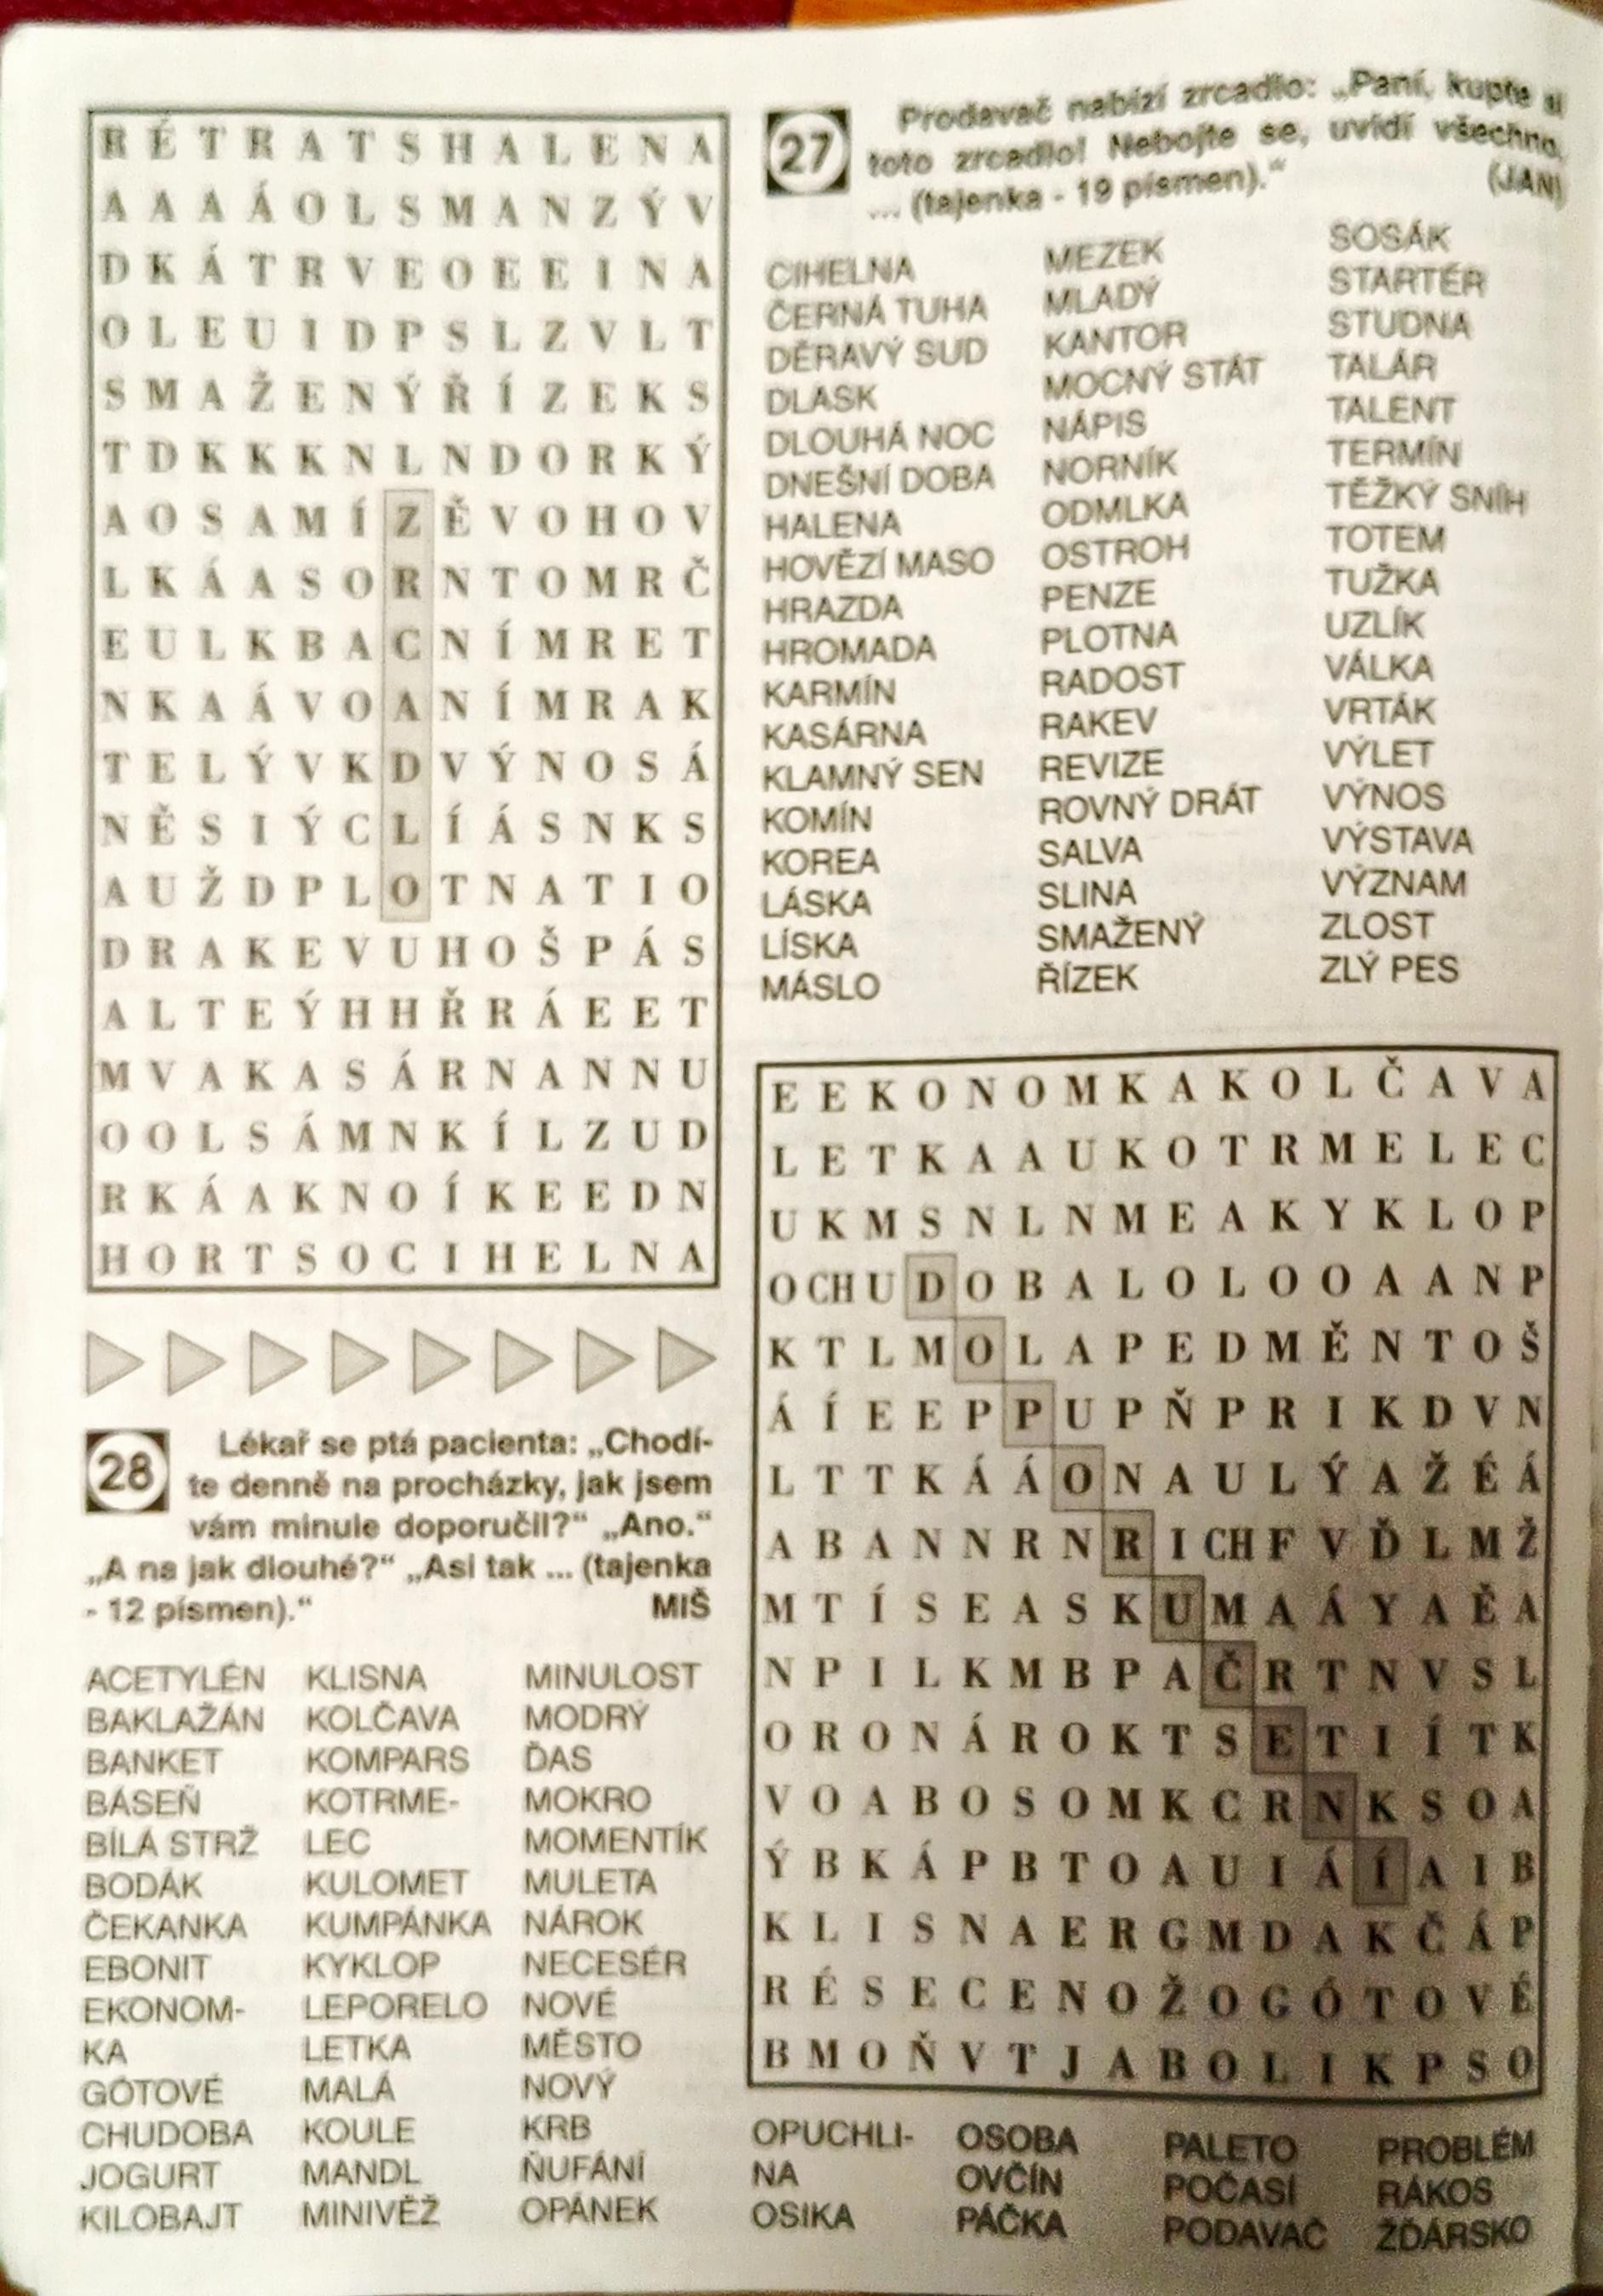 R É T R A T S H A L E N A
A A A Á O L S M A N Z Ý V
D K Á T R V E O E E I N A
O L E U I D P S L Z V L T
S M A Ž E N Ý Ř Í Z E K S
T D K K K N L N D O R K Ý
A O S A M Í Z Ě V O H O V
L K Á A S O R N T O M R Č
E U L K B A C N Í M R E T
N K A Á V O A N Í M R A K
T E L Ý V K D V Ý N O S Á
N Ě S I Ý C L Í Á S N K S
A U Ž D P L O T N A T I O
D R A K E V U H O Š P Á S
A L T E Ý H H Ř R Á E E T
M V A K A S Á R N A N N U
O O L S Á M N K Í L Z U D
R K Á A K N O Í K E E D N
H O R T S O C I H E L N A
27
Prodavač nabízí zrcadlo: „Paní, kupte si
toto zrcadlo! Nebojte se, uvidí všechno,
... (tajenka - 19 písmen).“ (JAN)
CIHELNA
ČERNÁ TUHA
DĚRAVÝ SUD
DLASK
DLOUHÁ NOC
DNEŠNÍ DOBA
HALENA
HOVĚZÍ MASO
HRAZDA
HROMADA
KARMÍN
KASÁRNA
KLAMNÝ SEN
KOMÍN
KOREA
LÁSKA
LÍSKA
MÁSLO
MEZEK
MLADÝ
KANTOR
MOCNÝ STÁT
NÁPIS
NORNÍK
ODMLKA
OSTROH
PENZE
PLOTNA
RADOST
RAKEV
REVIZE
ROVNÝ DRÁT
SALVA
SLINA
SMAŽENÝ
ŘÍZEK
SOSÁK
STARTÉR
STUDNA
TALÁR
TALENT
TERMÍN
TĚŽKÝ SNÍH
TOTEM
TUŽKA
UZLÍK
VÁLKA
VRTÁK
VÝLET
VÝNOS
VÝSTAVA
VÝZNAM
ZLOST
ZLÝ PES
28
Lékař se ptá pacienta: „Chodí-
te denně na procházky, jak jsem
vám minule doporučil?“ „Ano.“
„A na jak dlouhé?“ „Asi tak ... (tajenka
- 12 písmen).“ MIŠ
ACETYLÉN
BAKLAŽÁN
BANKET
BÁSEŇ
BÍLÁ STRŽ
BODÁK
ČEKANKA
EBONIT
EKONOM-
KA
GÓTOVÉ
CHUDOBA
JOGURT
KILOBAJT
KLISNA
KOLČAVA
KOMPARS
KOTRME-
LEC
KULOMET
KUMPÁNKA
KYKLOP
LEPORELO
LETKA
MALÁ
KOULE
MANDL
MINIVĚŽ
MINULOST
MODRÝ
ĎAS
MOKRO
MOMENTÍK
MULETA
NÁROK
NECESÉR
NOVÉ
MĚSTO
NOVÝ
KRB
ŇUFÁNÍ
OPÁNEK
E E K O N O M K A K O L Č A V A
L E T K A A U K O T R M E L E C
U K M S N L N M E A K Y K L O P
O CH U D O B A L O L O O A A N P
K T L M O L A P E D M Ě N T O Š
Á Í E E P P U P Ň P R I K D V N
L T T K Á Á O N A U L Ý A Ž É Á
A B A N N R N R I CH F V Ď L M Ž
M T Í S E A S K U M A Á Y A Ě A
N P I L K M B P A Č R T N V S L
O R O N Á R O K T S E T I Í T K
V O A B O S O M K C R N K S O A
Ý B K Á P B T O A U I Á Í A I B
K L I S N A E R G M D A K Č Á P
R É S E C E N O Ž O G Ó T O V É
B M O Ň V T J A B O L I K P S O
OPUCHLI-
NA
OSIKA
OSOBA
OVČÍN
PÁČKA
PALETO
POČASÍ
PODAVAČ
PROBLÉM
RÁKOS
ŽĎÁRSKO